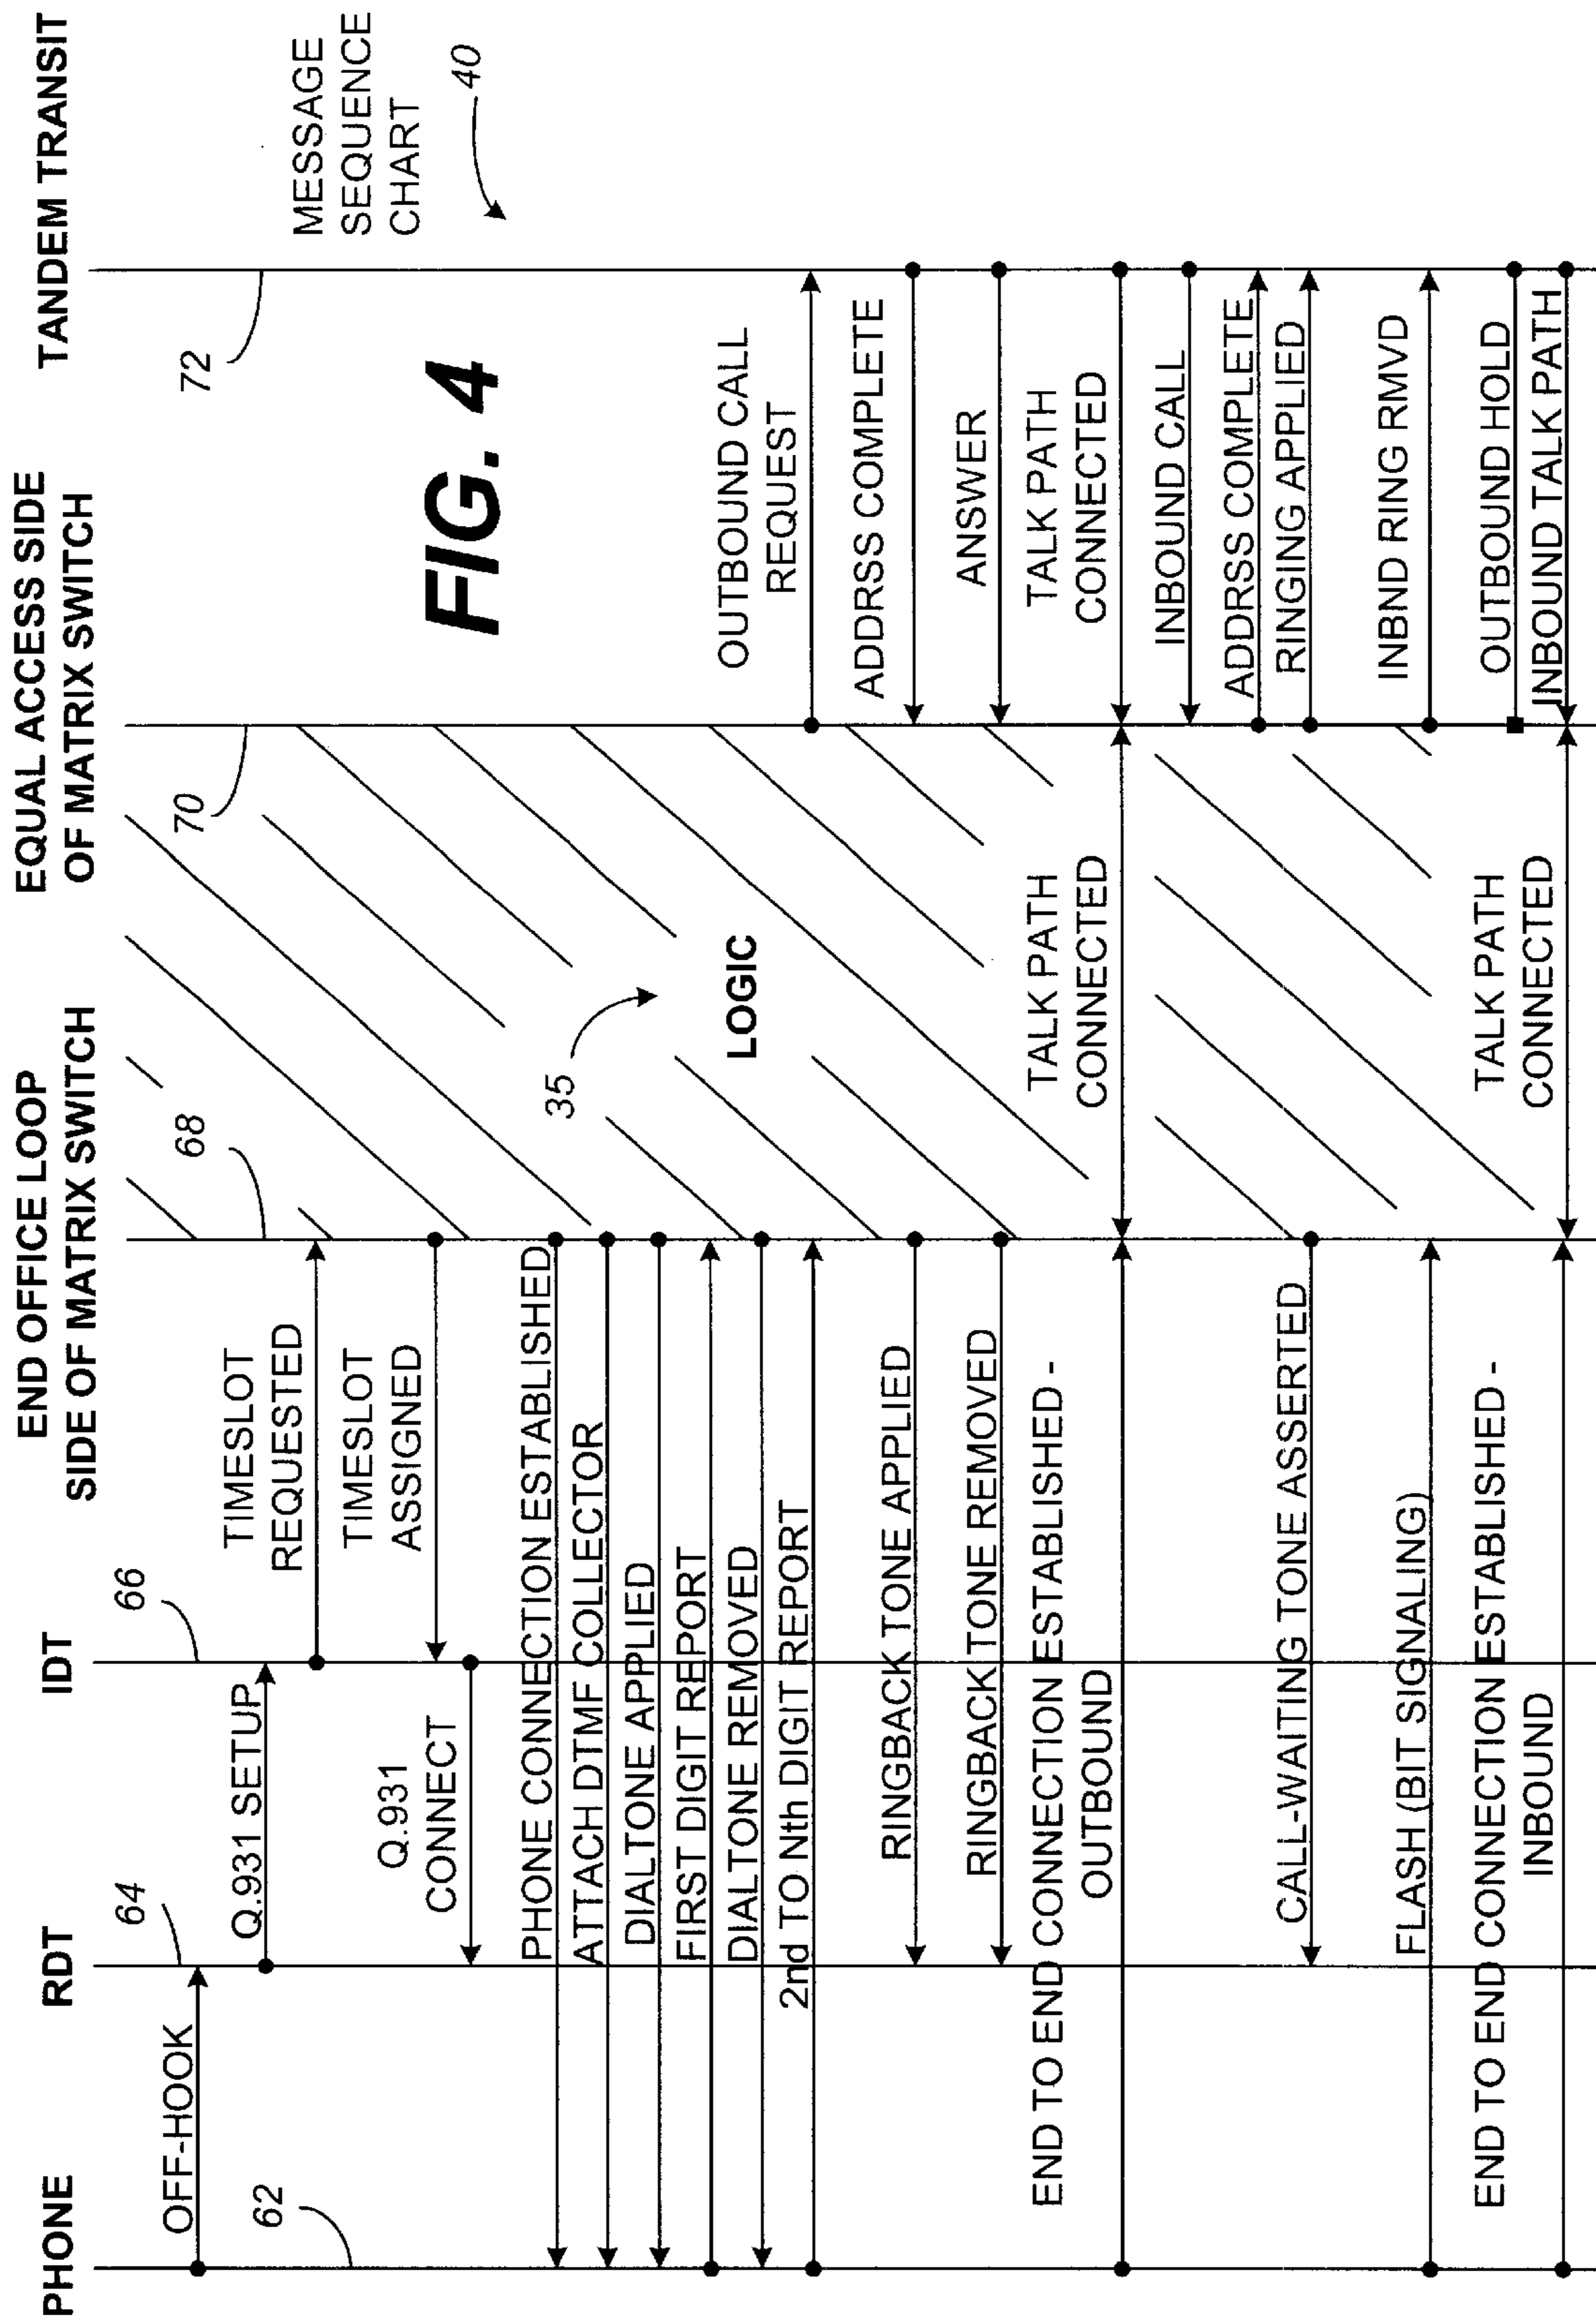 PHONE
RDT
IDT
END OFFICE LOOP
SIDE OF MATRIX SWITCH
EQUAL ACCESS SIDE
OF MATRIX SWITCH
TANDEM TRANSIT
MESSAGE
SEQUENCE
CHART
40
FIG. 4
62
64
66
68
70
72
OFF-HOOK
Q.931 SETUP
TIMESLOT
REQUESTED
TIMESLOT
ASSIGNED
Q.931
CONNECT
PHONE CONNECTION ESTABLISHED
ATTACH DTMF COLLECTOR
DIALTONE APPLIED
FIRST DIGIT REPORT
DIALTONE REMOVED
2nd TO Nth DIGIT REPORT
35
LOGIC
OUTBOUND CALL
REQUEST
RINGBACK TONE APPLIED
ADDRSS COMPLETE
RINGBACK TONE REMOVED
ANSWER
END TO END CONNECTION ESTABLISHED -
OUTBOUND
TALK PATH
CONNECTED
TALK PATH
CONNECTED
INBOUND CALL
ADDRSS COMPLETE
CALL-WAITING TONE ASSERTED
RINGING APPLIED
FLASH (BIT SIGNALING)
INBND RING RMVD
END TO END CONNECTION ESTABLISHED -
INBOUND
TALK PATH
CONNECTED
OUTBOUND HOLD
INBOUND TALK PATH